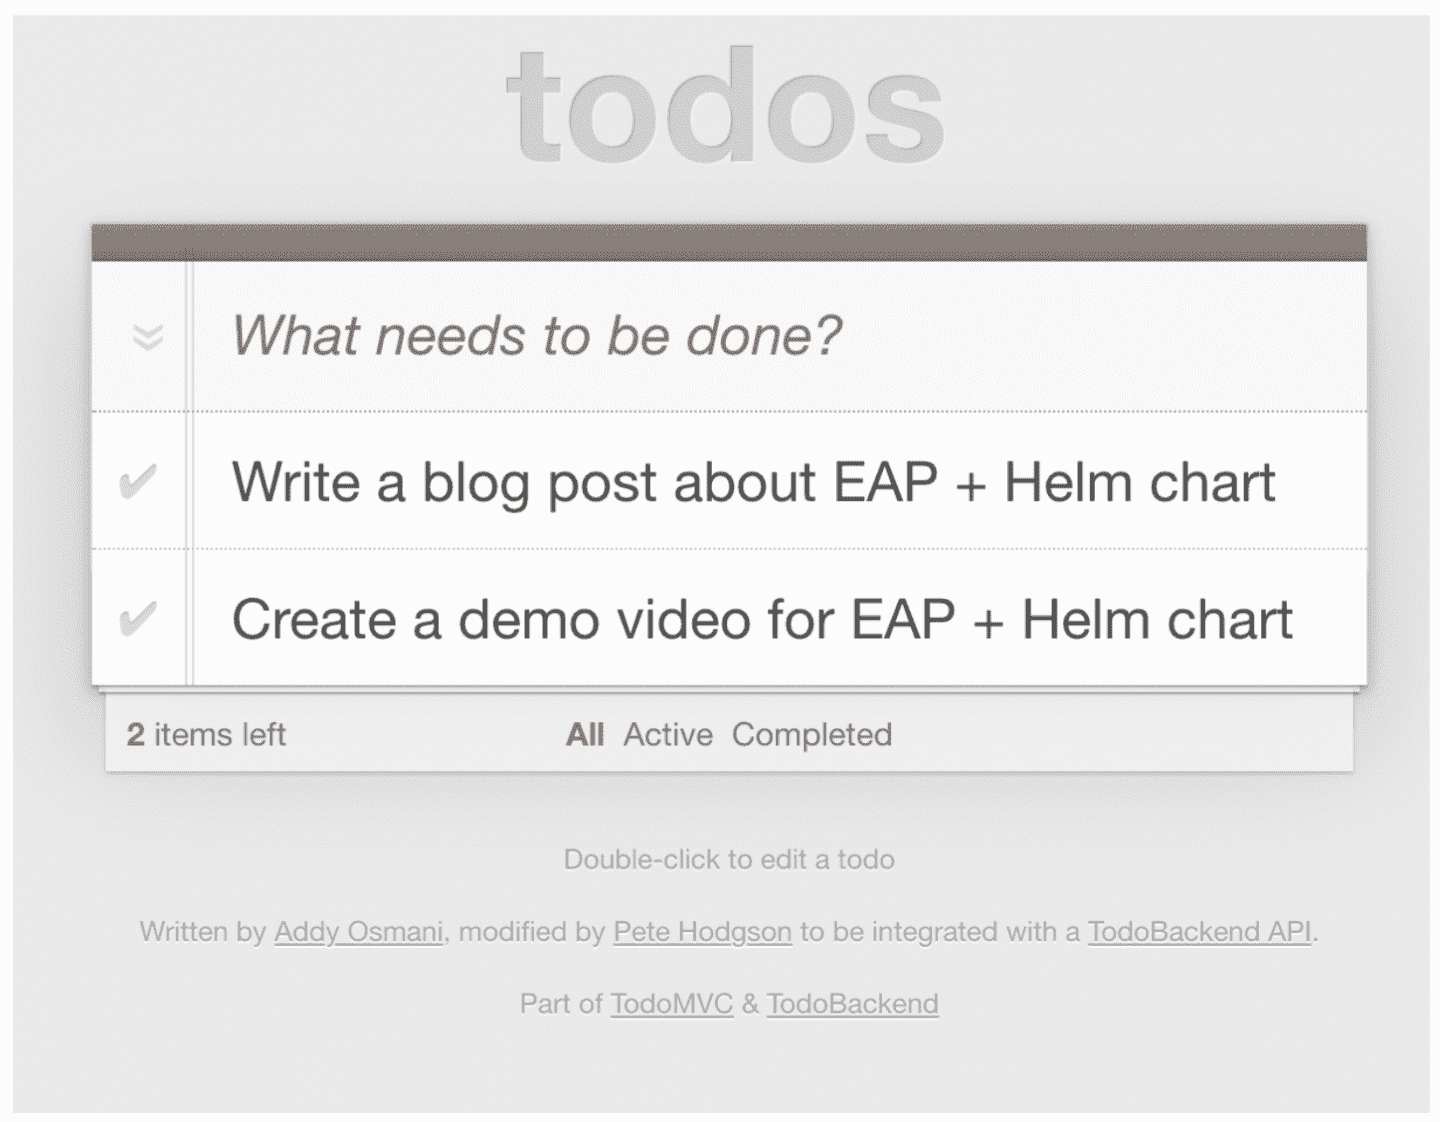 todos
What needs to be done?
Write a blog post about EAP + Helm chart
Create a demo video for EAP + Helm chart
2 items left All Active Completed
Double-click to edit a todo
Written by Addy Osmani, modified by Pete Hodgson to be integrated with a TodoBackend API.
Part of TodoMVC & TodoBackend